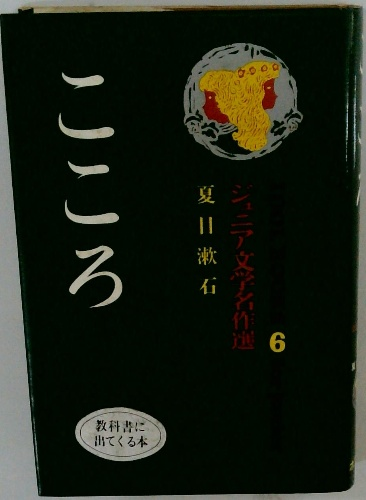 こころ
夏目漱石
ジュニア文学名作選
6
教科書に
出てくる本